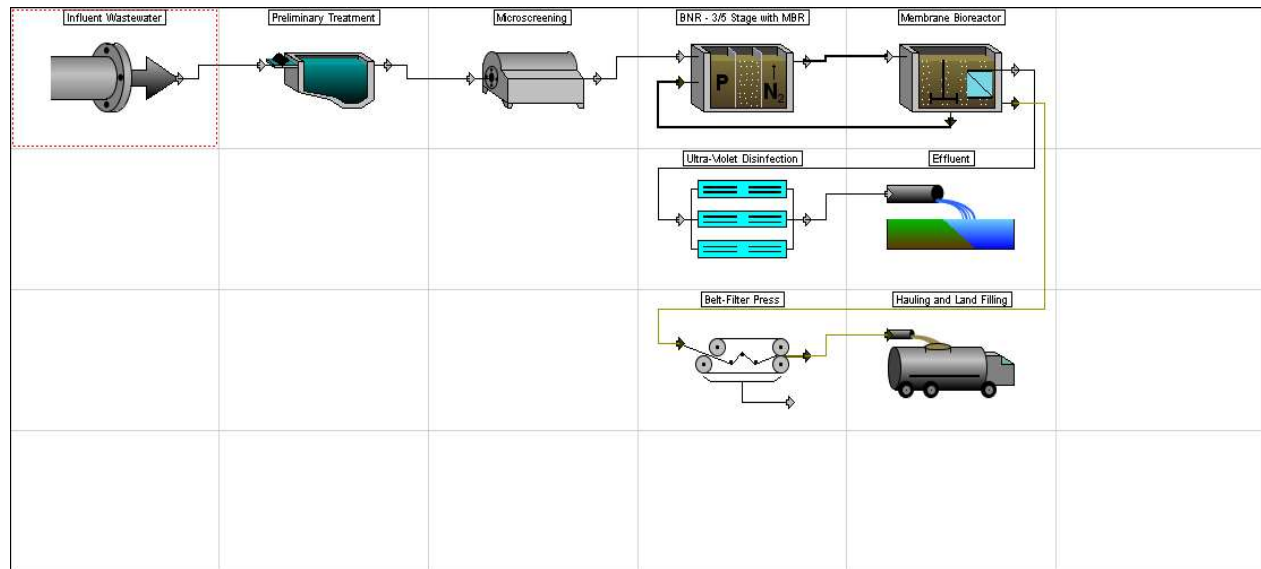 Influent Wastewater
Preliminary Treatment
Microscreening
BNR - 3/5 Stage with MBR
Membrane Bioreactor
P
N2
Ultra-Violet Disinfection
Effluent
Belt-Filter Press
Hauling and Land Filling